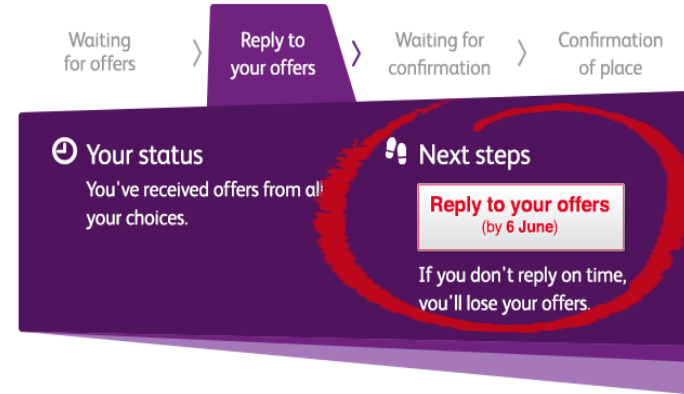 Waiting
for offers
Reply to
your offers
Waiting for
confirmation
Confirmation
of place
Your status
You've received offers from all
your choices.
Next steps
Reply to your offers
(by 6 June)
If you don't reply on time,
you'll lose your offers.